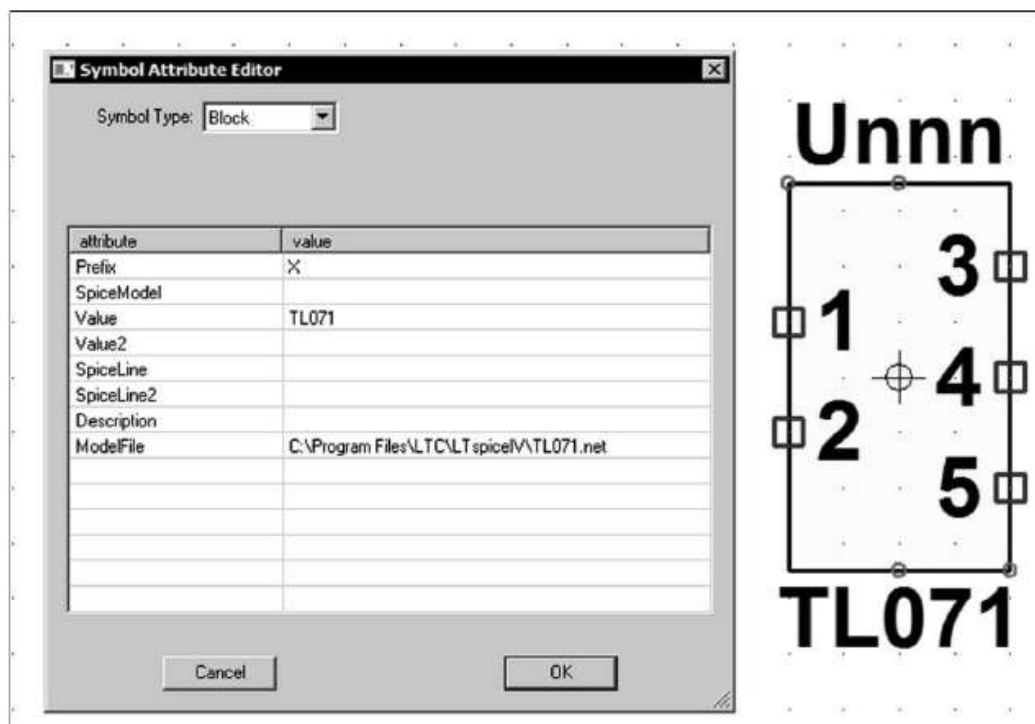 Symbol Attribute Editor
Symbol Type: Block
attribute value
Prefix X
SpiceModel
Value TL071
Value2
SpiceLine
SpiceLine2
Description
ModelFile C:\Program Files\LTC\LTspiceIV\TL071.net
Cancel OK
Unnn
3
1
4
2
5
TL071